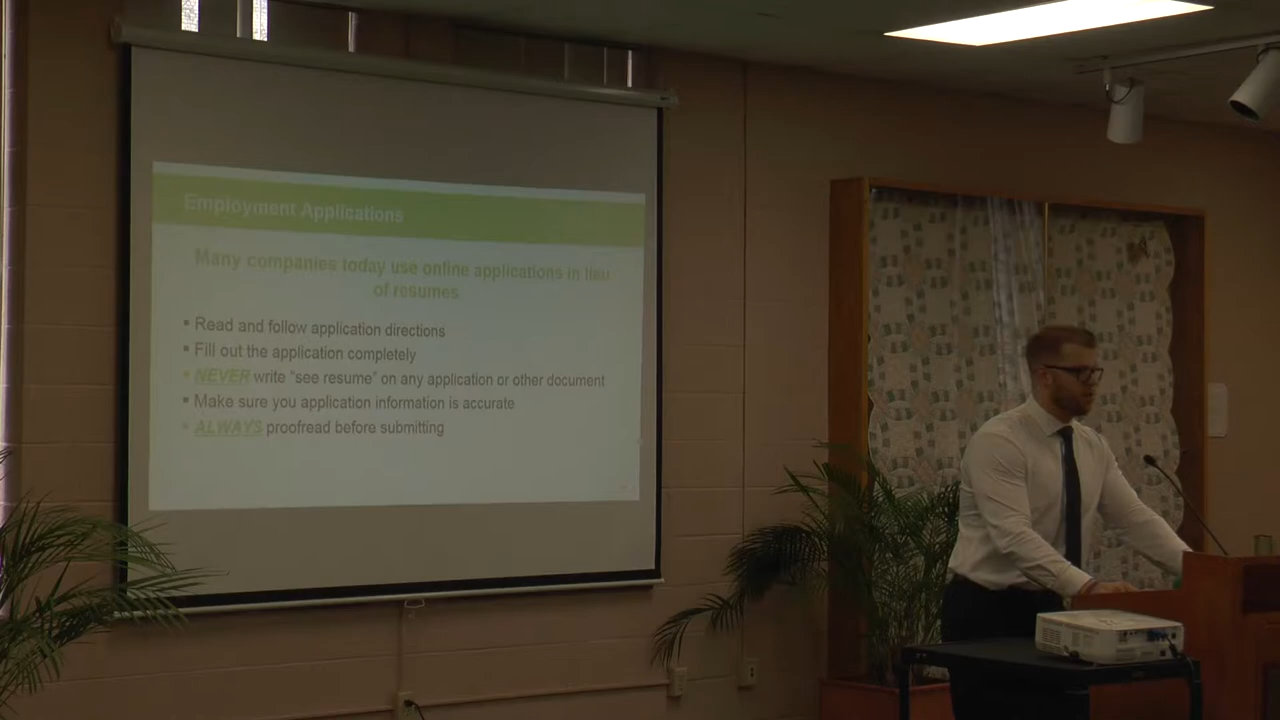 Employment Applications
Many companies today use online applications in lieu
of resumes
▪ Read and follow application directions
▪ Fill out the application completely
▪ NEVER write "see resume" on any application or other document
▪ Make sure you application information is accurate
▪ ALWAYS proofread before submitting